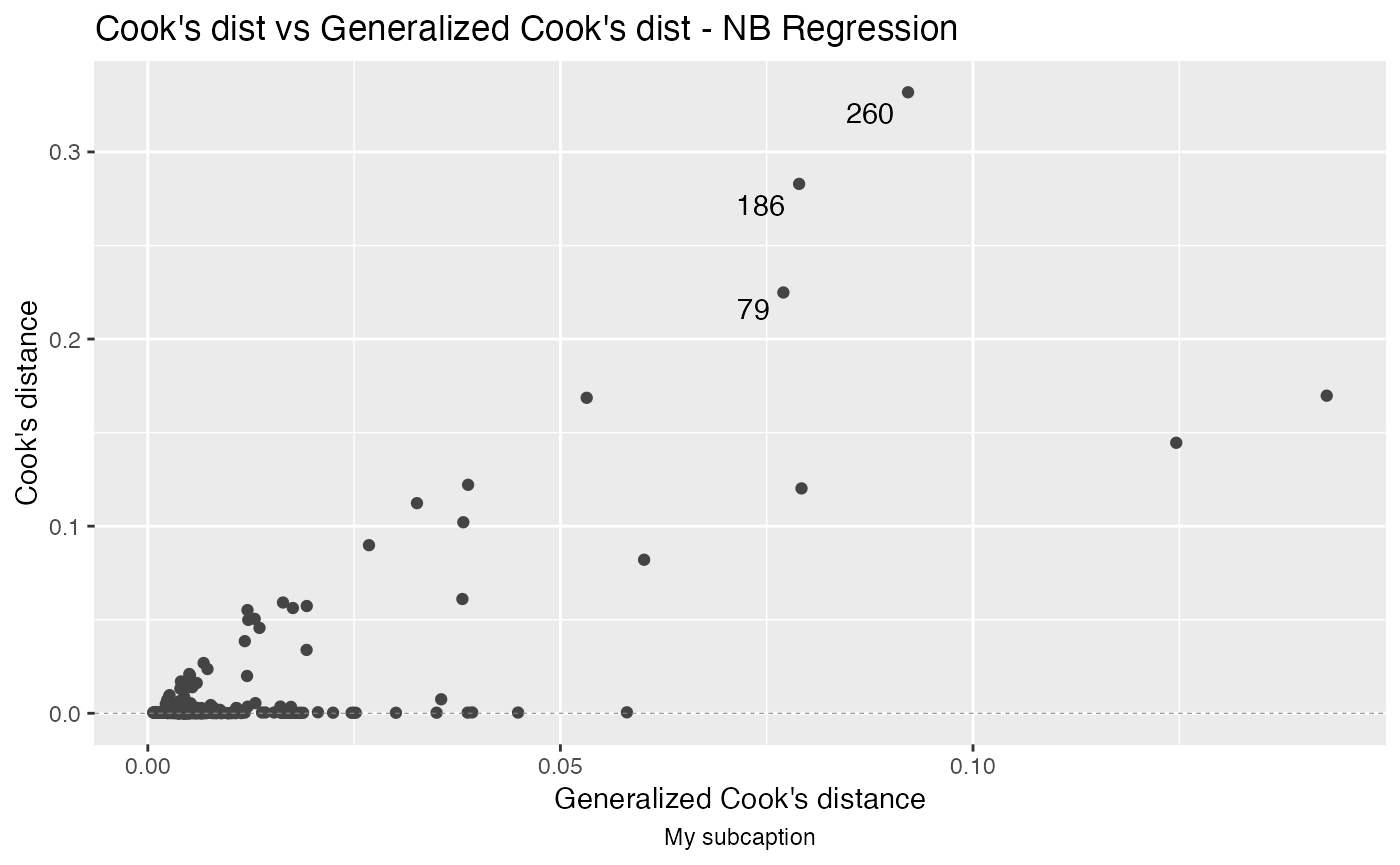 Cook's dist vs Generalized Cook's dist - NB Regression
260
0.3
186
79
0.2
Cook's distance
0.1
0.0
0.00 0.05 0.10
Generalized Cook's distance
My subcaption